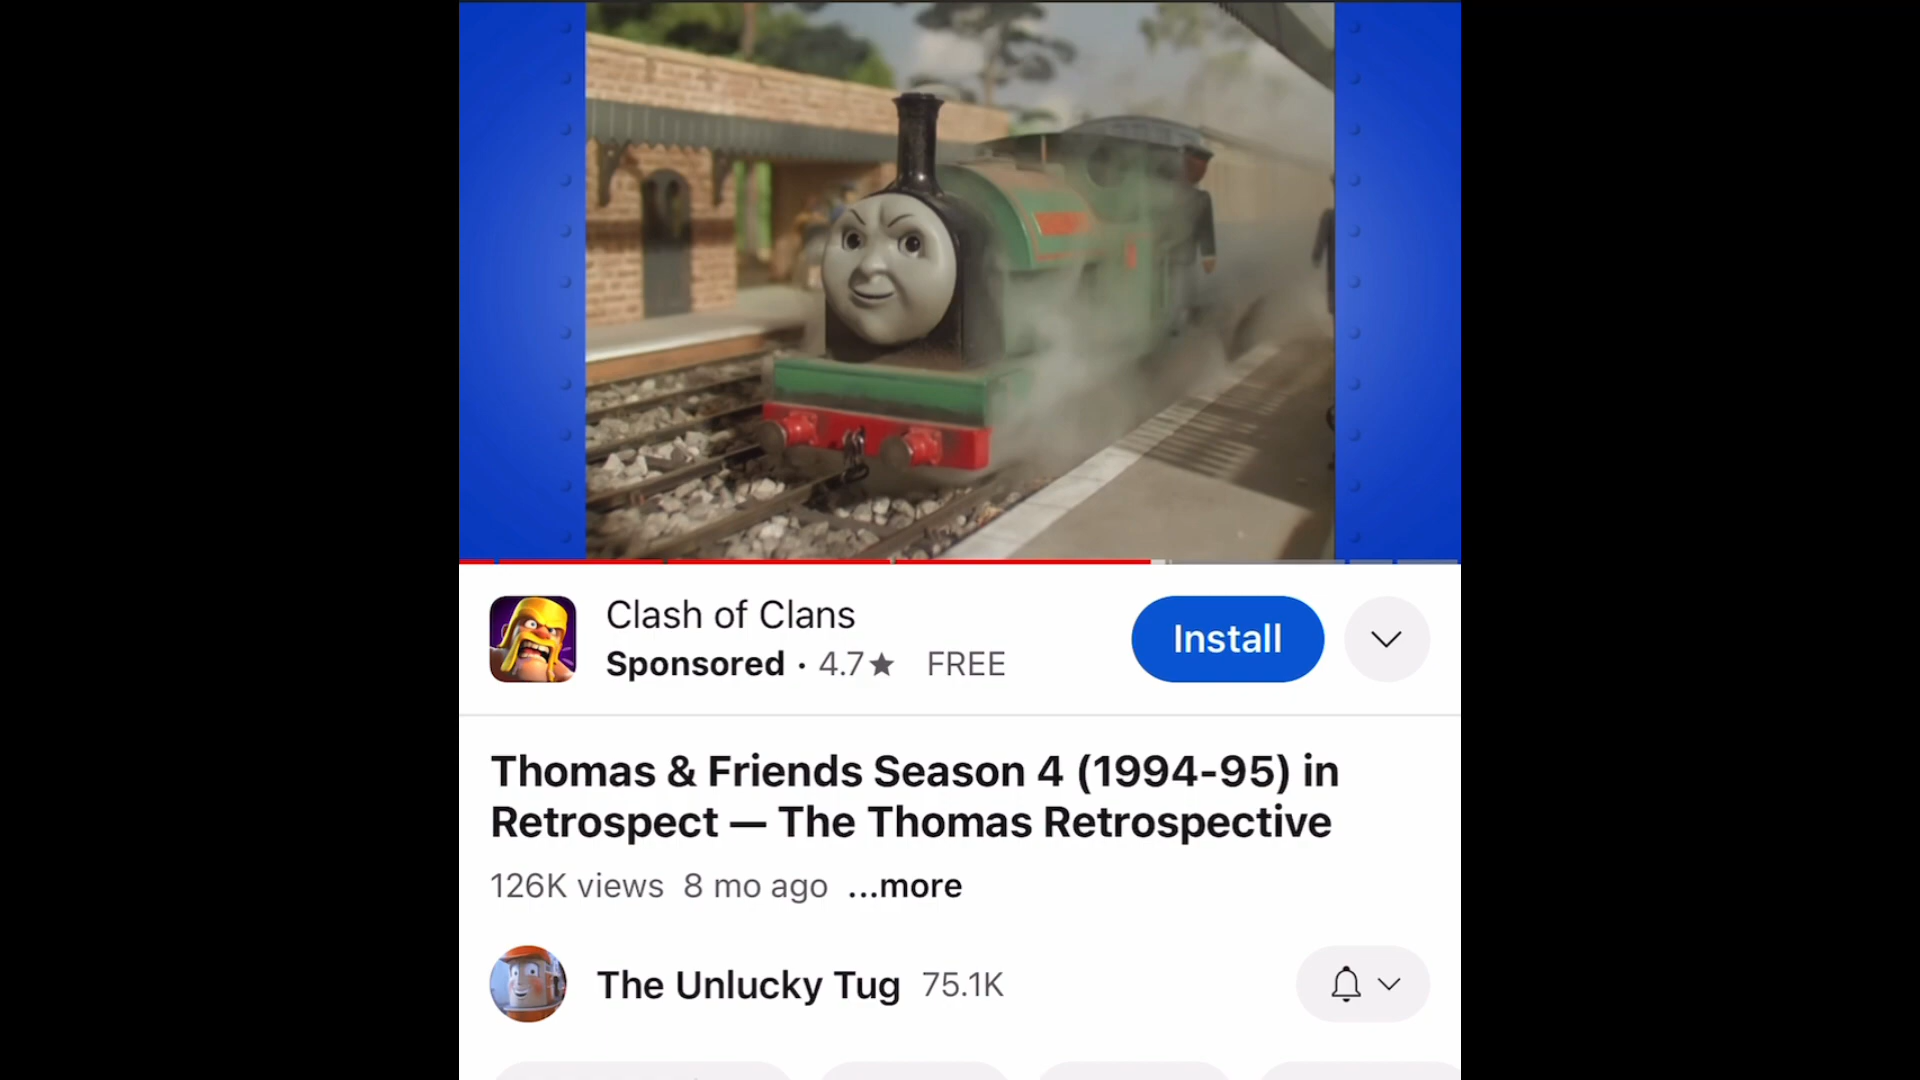 Clash of Clans
Sponsored · 4.7★ FREE
Install
Thomas & Friends Season 4 (1994-95) in
Retrospect — The Thomas Retrospective
126K views 8 mo ago ...more
The Unlucky Tug 75.1K